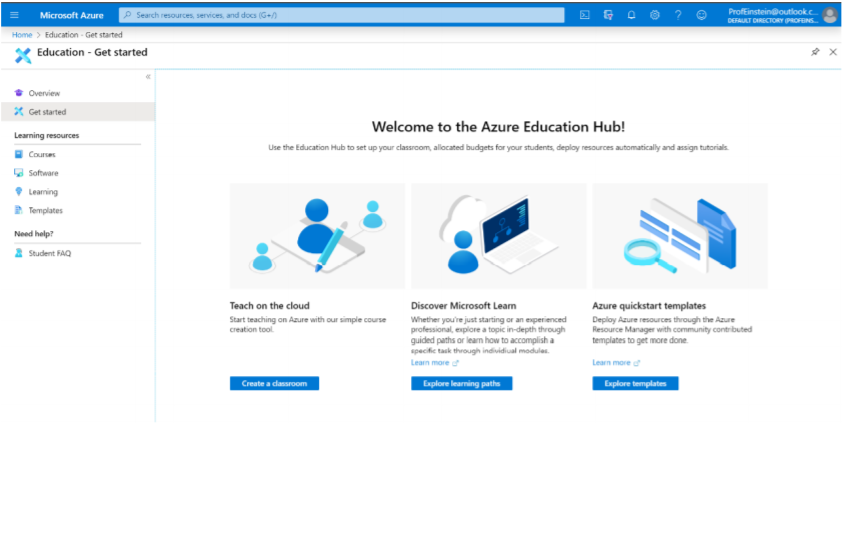 Microsoft Azure
Search resources, services, and docs (G+/)
ProfEinstein@outlook.c...
DEFAULT DIRECTORY (PROFEINS...
Home > Education - Get started
Education - Get started
Overview
Get started
Learning resources
Courses
Software
Learning
Templates
Need help?
Student FAQ
Welcome to the Azure Education Hub!
Use the Education Hub to set up your classroom, allocated budgets for your students, deploy resources automatically and assign tutorials.
Teach on the cloud
Start teaching on Azure with our simple course
creation tool.
Create a classroom
Discover Microsoft Learn
Whether you're just starting or an experienced
professional, explore a topic in-depth through
guided paths or learn how to accomplish a
specific task through individual modules.
Learn more
Explore learning paths
Azure quickstart templates
Deploy Azure resources through the Azure
Resource Manager with community contributed
templates to get more done.
Learn more
Explore templates